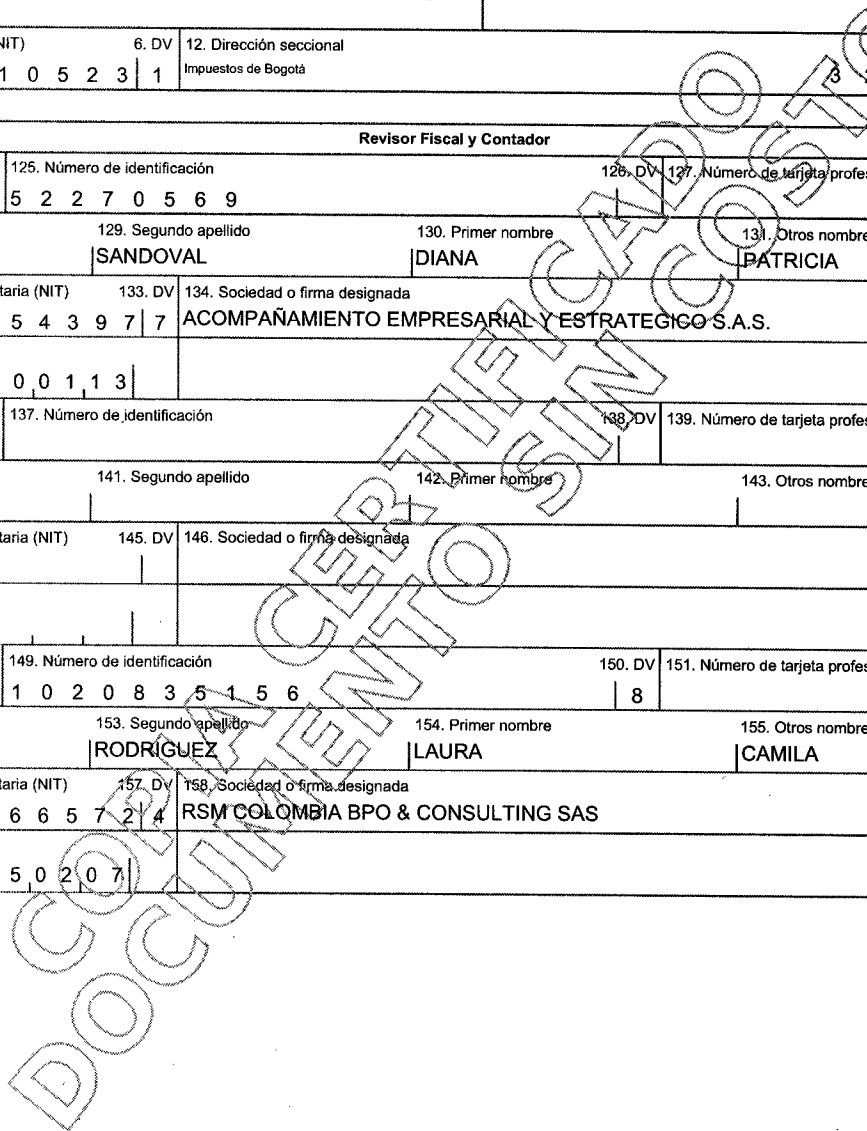 NIT) 6. DV 12. Dirección seccional
1 0 5 2 3 1 Impuestos de Bogotá 3
Revisor Fiscal y Contador
125. Número de identificación 126. DV 127. Número de tarjeta profes
5 2 2 7 0 5 6 9
129. Segundo apellido 130. Primer nombre 131. Otros nombre
SANDOVAL DIANA PATRICIA
taria (NIT) 133. DV 134. Sociedad o firma designada
5 4 3 9 7 7 ACOMPAÑAMIENTO EMPRESARIAL Y ESTRATEGICO S.A.S.
0 0 1 1 3
137. Número de identificación 138. DV 139. Número de tarjeta profes
141. Segundo apellido 142. Primer nombre 143. Otros nombre
taria (NIT) 145. DV 146. Sociedad o firma designada
149. Número de identificación 150. DV 151. Número de tarjeta profes
1 0 2 0 8 3 5 1 5 6 8
153. Segundo apellido 154. Primer nombre 155. Otros nombre
RODRIGUEZ LAURA CAMILA
taria (NIT) 157. DV 158. Sociedad o firma designada
6 6 5 7 2 4 RSM COLOMBIA BPO & CONSULTING SAS
5 0 2 0 7
COPIA CERTIFICADO
DOCUMENTO SIN COSTO